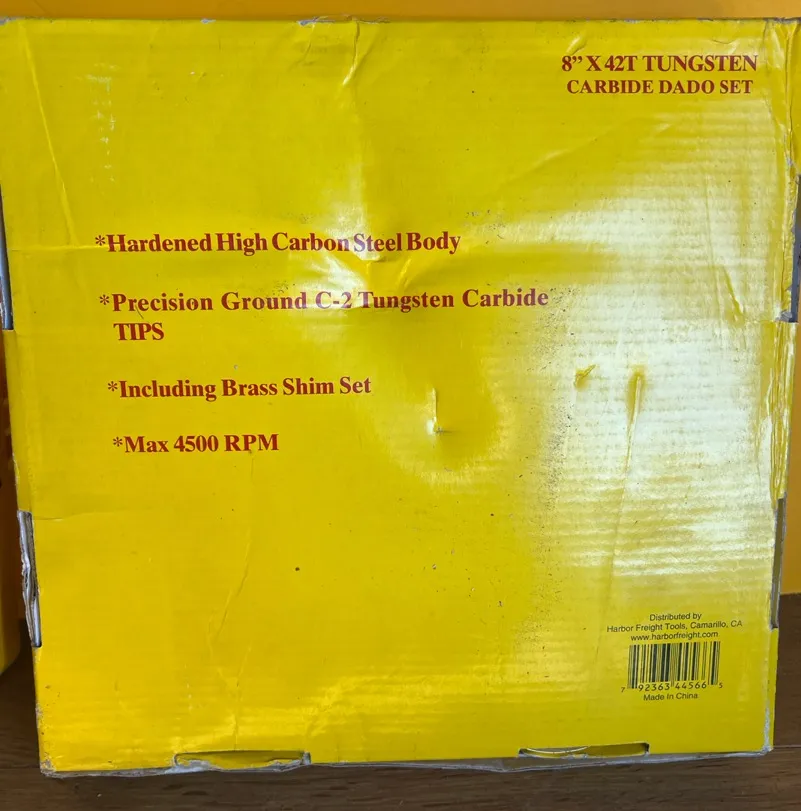 8” X 42T TUNGSTEN
CARBIDE DADO SET
*Hardened High Carbon Steel Body
*Precision Ground C-2 Tungsten Carbide
TIPS
*Including Brass Shim Set
*Max 4500 RPM
Distributed by
Harbor Freight Tools, Camarillo, CA
www.harborfreight.com
7 92363 44566 5
Made In China